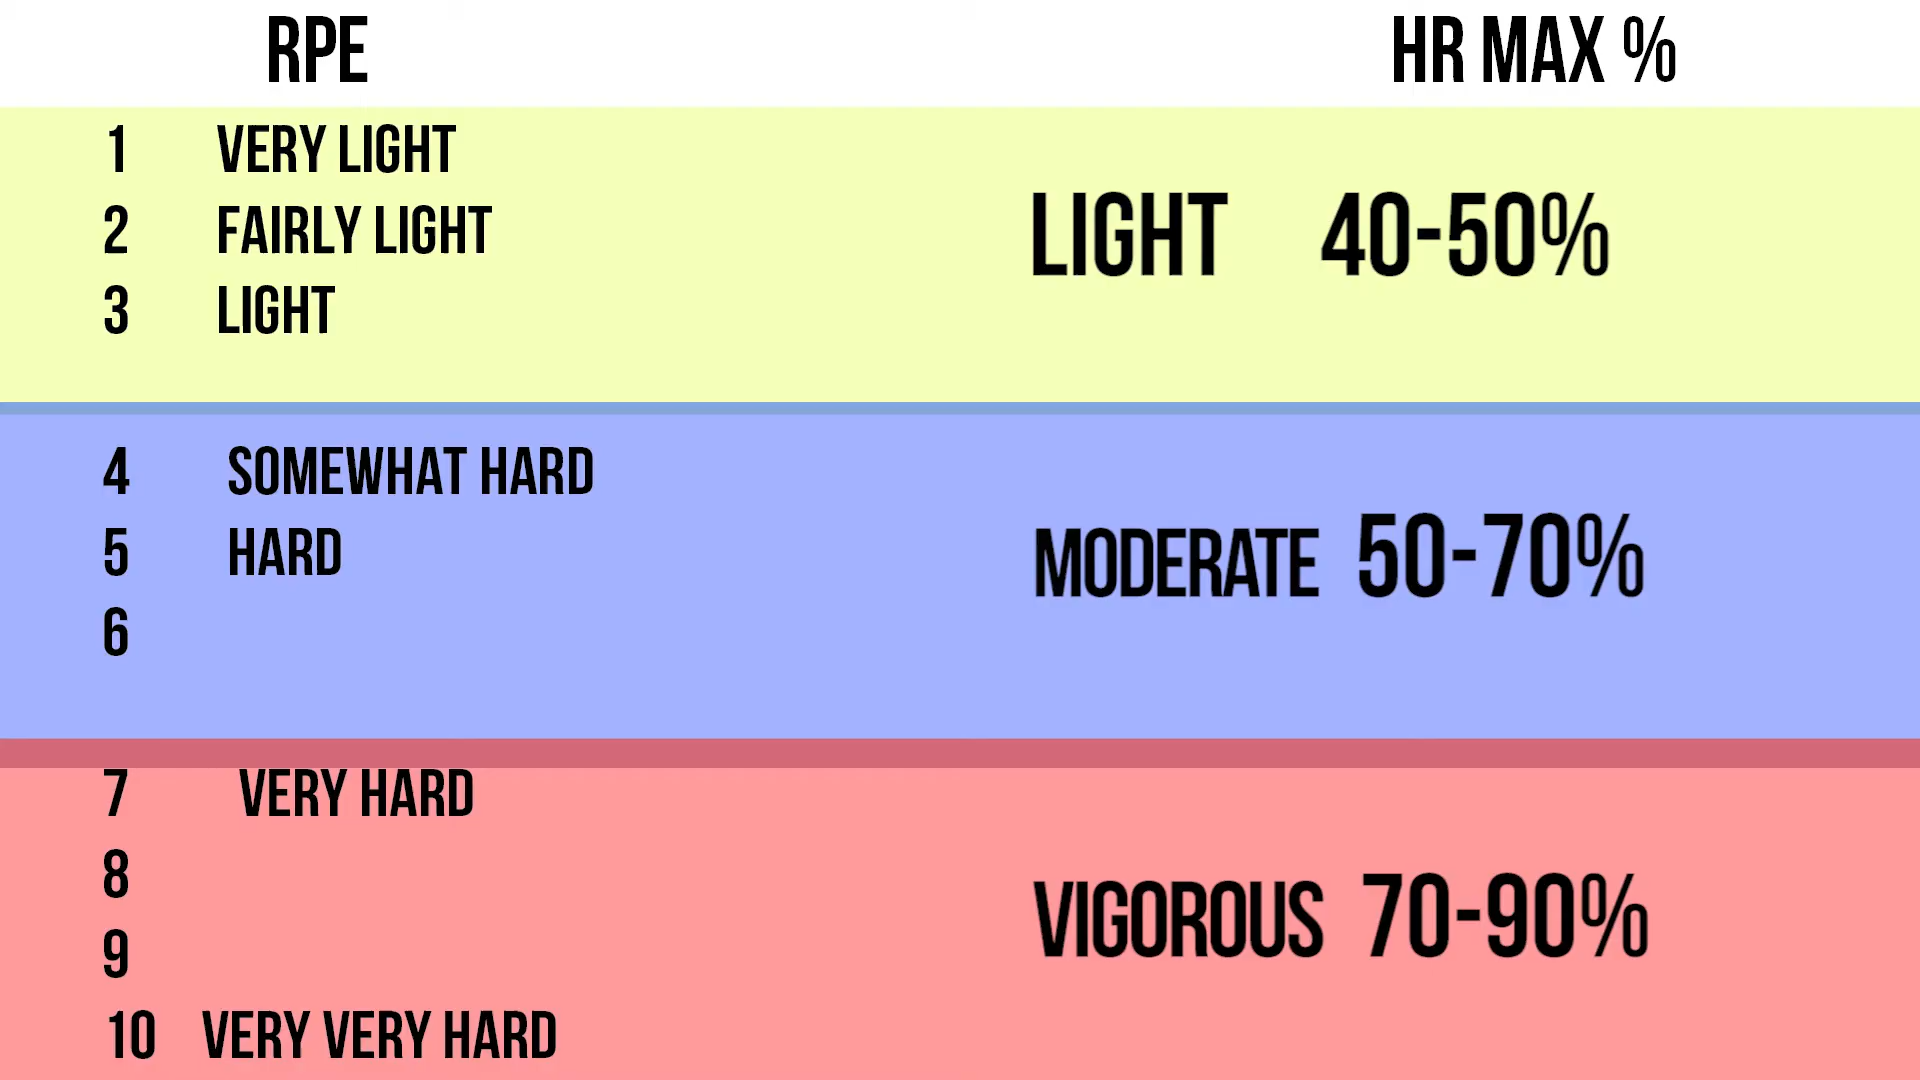 RPE HR MAX %
1 VERY LIGHT
2 FAIRLY LIGHT
3 LIGHT
LIGHT 40-50%
4 SOMEWHAT HARD
5 HARD
6
MODERATE 50-70%
7 VERY HARD
8
9
10 VERY VERY HARD
VIGOROUS 70-90%